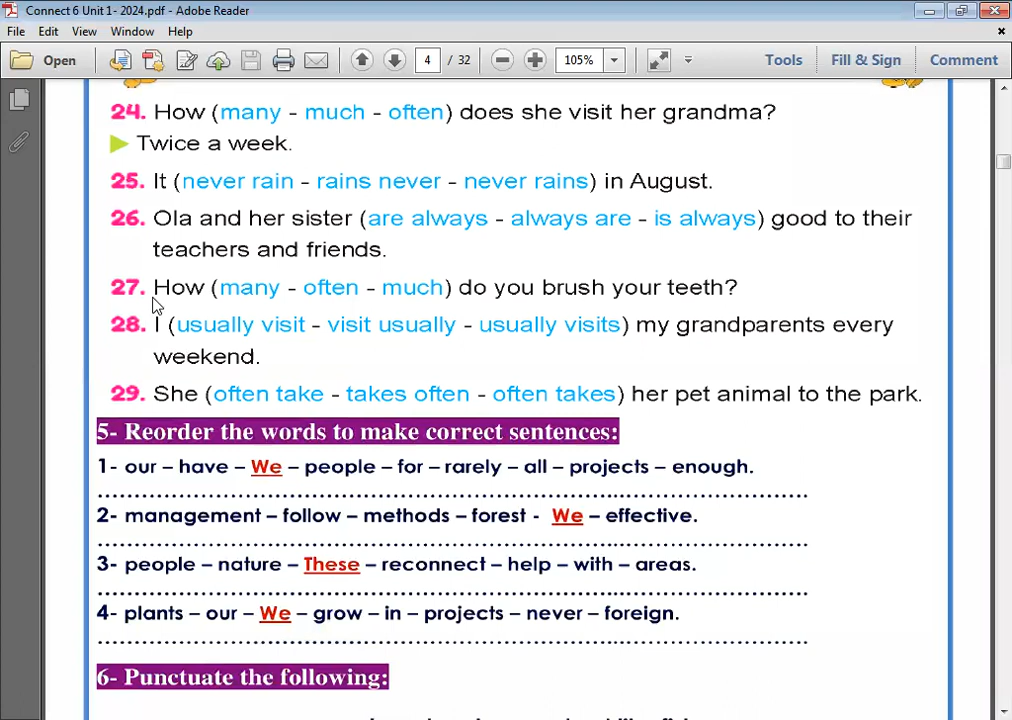 Connect 6 Unit 1- 2024.pdf - Adobe Reader
File Edit View Window Help
Open 4 / 32 105% Tools Fill & Sign Comment
24. How (many - much - often) does she visit her grandma?
Twice a week.
25. It (never rain - rains never - never rains) in August.
26. Ola and her sister (are always - always are - is always) good to their
teachers and friends.
27. How (many - often - much) do you brush your teeth?
28. I (usually visit - visit usually - usually visits) my grandparents every
weekend.
29. She (often take - takes often - often takes) her pet animal to the park.
5- Reorder the words to make correct sentences:
1- our – have – We – people – for – rarely – all – projects – enough.
2- management – follow – methods – forest - We – effective.
3- people – nature – These – reconnect – help – with – areas.
4- plants – our – We – grow – in – projects – never – foreign.
6- Punctuate the following: